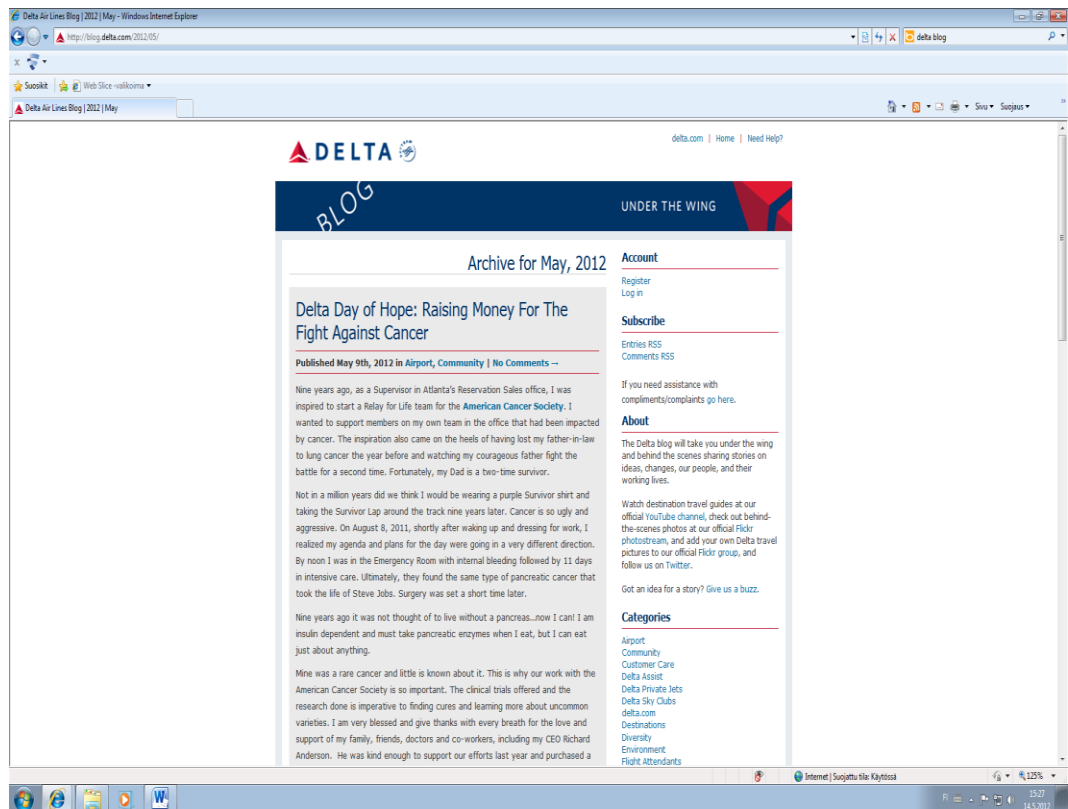 Delta Air Lines Blog | 2012 | May - Windows Internet Explorer
http://blog.delta.com/2012/05/
delta blog
x
Suosikit
Web Slice -valikoima
Delta Air Lines Blog | 2012 | May
Sivu Suojaus
DELTA
delta.com | Home | Need Help?
BLOG
UNDER THE WING
Archive for May, 2012
Delta Day of Hope: Raising Money For The
Fight Against Cancer
Published May 9th, 2012 in Airport, Community | No Comments →
Nine years ago, as a Supervisor in Atlanta's Reservation Sales office, I was
inspired to start a Relay for Life team for the American Cancer Society. I
wanted to support members on my own team in the office that had been impacted
by cancer. The inspiration also came on the heels of having lost my father-in-law
to lung cancer the year before and watching my courageous father fight the
battle for a second time. Fortunately, my Dad is a two-time survivor.
Not in a million years did we think I would be wearing a purple Survivor shirt and
taking the Survivor Lap around the track nine years later. Cancer is so ugly and
aggressive. On August 8, 2011, shortly after waking up and dressing for work, I
realized my agenda and plans for the day were going in a very different direction.
By noon I was in the Emergency Room with internal bleeding followed by 11 days
in intensive care. Ultimately, they found the same type of pancreatic cancer that
took the life of Steve Jobs. Surgery was set a short time later.
Nine years ago it was not thought of to live without a pancreas...now I can! I am
insulin dependent and must take pancreatic enzymes when I eat, but I can eat
just about anything.
Mine was a rare cancer and little is known about it. This is why our work with the
American Cancer Society is so important. The clinical trials offered and the
research done is imperative to finding cures and learning more about uncommon
varieties. I am very blessed and give thanks with every breath for the love and
support of my family, friends, doctors and co-workers, including my CEO Richard
Anderson. He was kind enough to support our efforts last year and purchased a
Account
Register
Log in
Subscribe
Entries RSS
Comments RSS
If you need assistance with
compliments/complaints go here.
About
The Delta blog will take you under the wing
and behind the scenes sharing stories on
ideas, changes, our people, and their
working lives.
Watch destination travel guides at our
official YouTube channel, check out behind-
the-scenes photos at our official Flickr
photostream, and add your own Delta travel
pictures to our official Flickr group, and
follow us on Twitter.
Got an idea for a story? Give us a buzz.
Categories
Airport
Community
Customer Care
Delta Assist
Delta Private Jets
Delta Sky Clubs
delta.com
Destinations
Diversity
Environment
Flight Attendants
Internet | Suojattu tila: Käytössä
125%
FI
15:27
14.5.2012